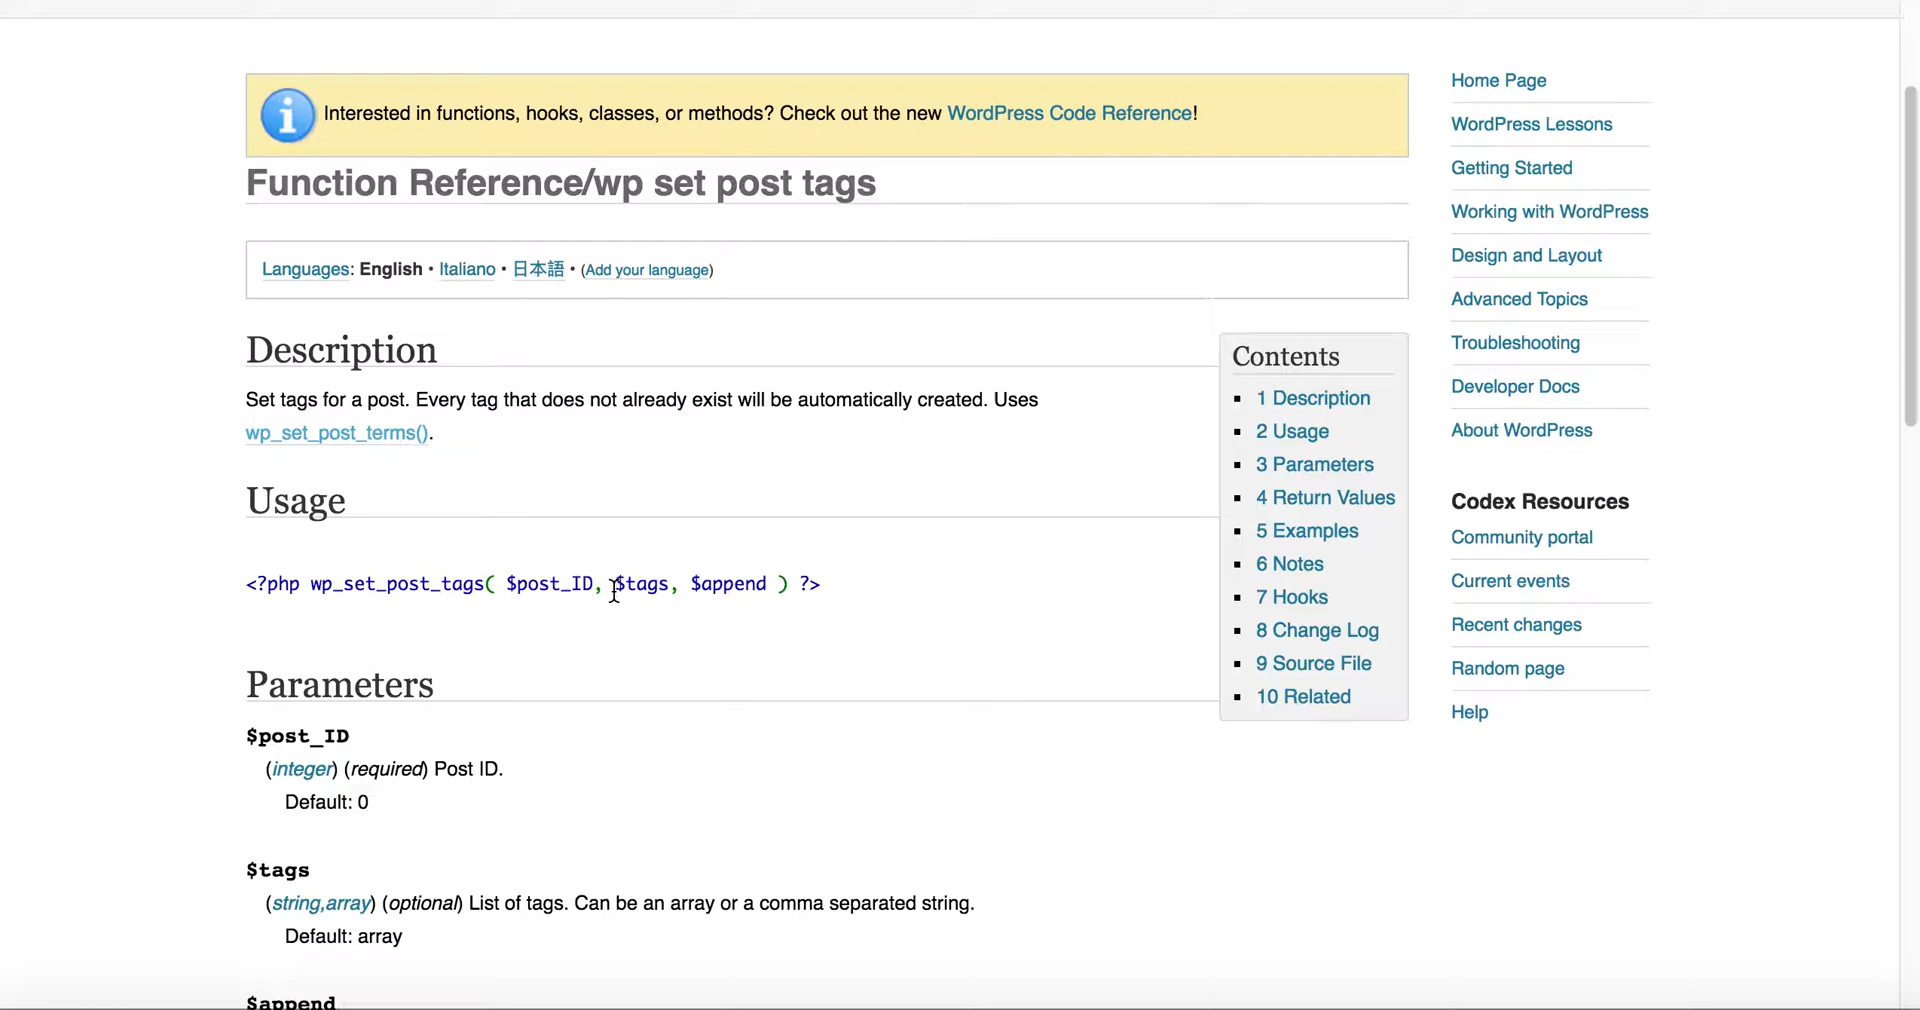 Interested in functions, hooks, classes, or methods? Check out the new WordPress Code Reference!
Function Reference/wp set post tags
Languages: English • Italiano • 日本語 • (Add your language)
Description
Set tags for a post. Every tag that does not already exist will be automatically created. Uses
wp_set_post_terms().
Usage
<?php wp_set_post_tags( $post_ID, $tags, $append ) ?>
Parameters
$post_ID
(integer) (required) Post ID.
Default: 0
$tags
(string,array) (optional) List of tags. Can be an array or a comma separated string.
Default: array
$append
Contents
1 Description
2 Usage
3 Parameters
4 Return Values
5 Examples
6 Notes
7 Hooks
8 Change Log
9 Source File
10 Related
Home Page
WordPress Lessons
Getting Started
Working with WordPress
Design and Layout
Advanced Topics
Troubleshooting
Developer Docs
About WordPress
Codex Resources
Community portal
Current events
Recent changes
Random page
Help